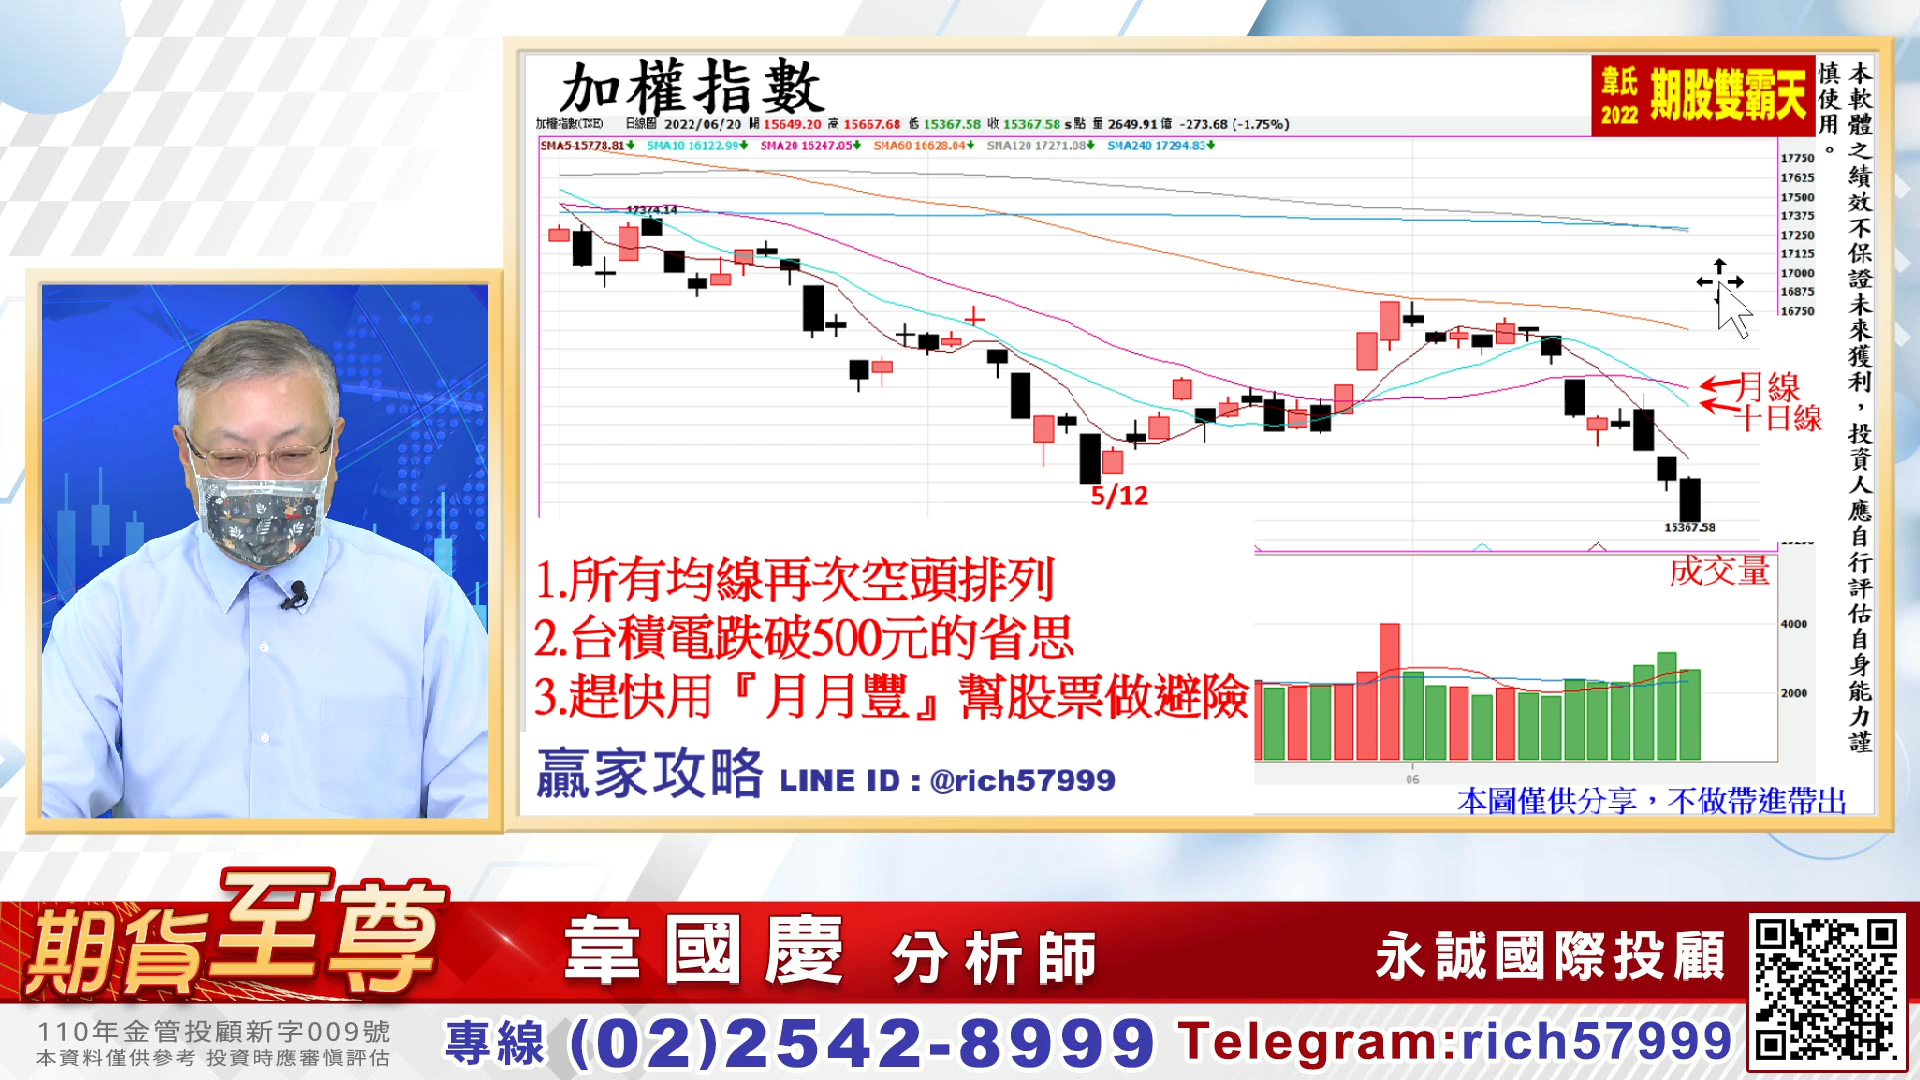 加權指數
韋氏
2022
期股雙霸天
本軟體之績效不保證未來獲利，投資人應自行評估自身能力謹
慎使用。
加權指數(TSE) 日線圖 2022/06/20 開 15649.20 高 15667.68 低 15367.58 收 15367.58 s點 量 2649.91億 -273.68 (-1.75%)
SMA5 15778.81 SMA10 16122.99 SMA20 16247.05 SMA60 16628.04 SMA120 17271.08 SMA240 17294.83
17750
17625
17500
17375
17250
17125
17000
16875
16750
17374.14
月線
十日線
5/12
15367.58
1.所有均線再次空頭排列
2.台積電跌破500元的省思
3.趕快用『月月豐』幫股票做避險
成交量
4000
2000
06
贏家攻略 LINE ID : @rich57999
本圖僅供分享，不做帶進帶出
期貨至尊
韋國慶 分析師
永誠國際投顧
110年金管投顧新字009號
本資料僅供參考 投資時應審慎評估
專線 (02)2542-8999
Telegram:rich57999